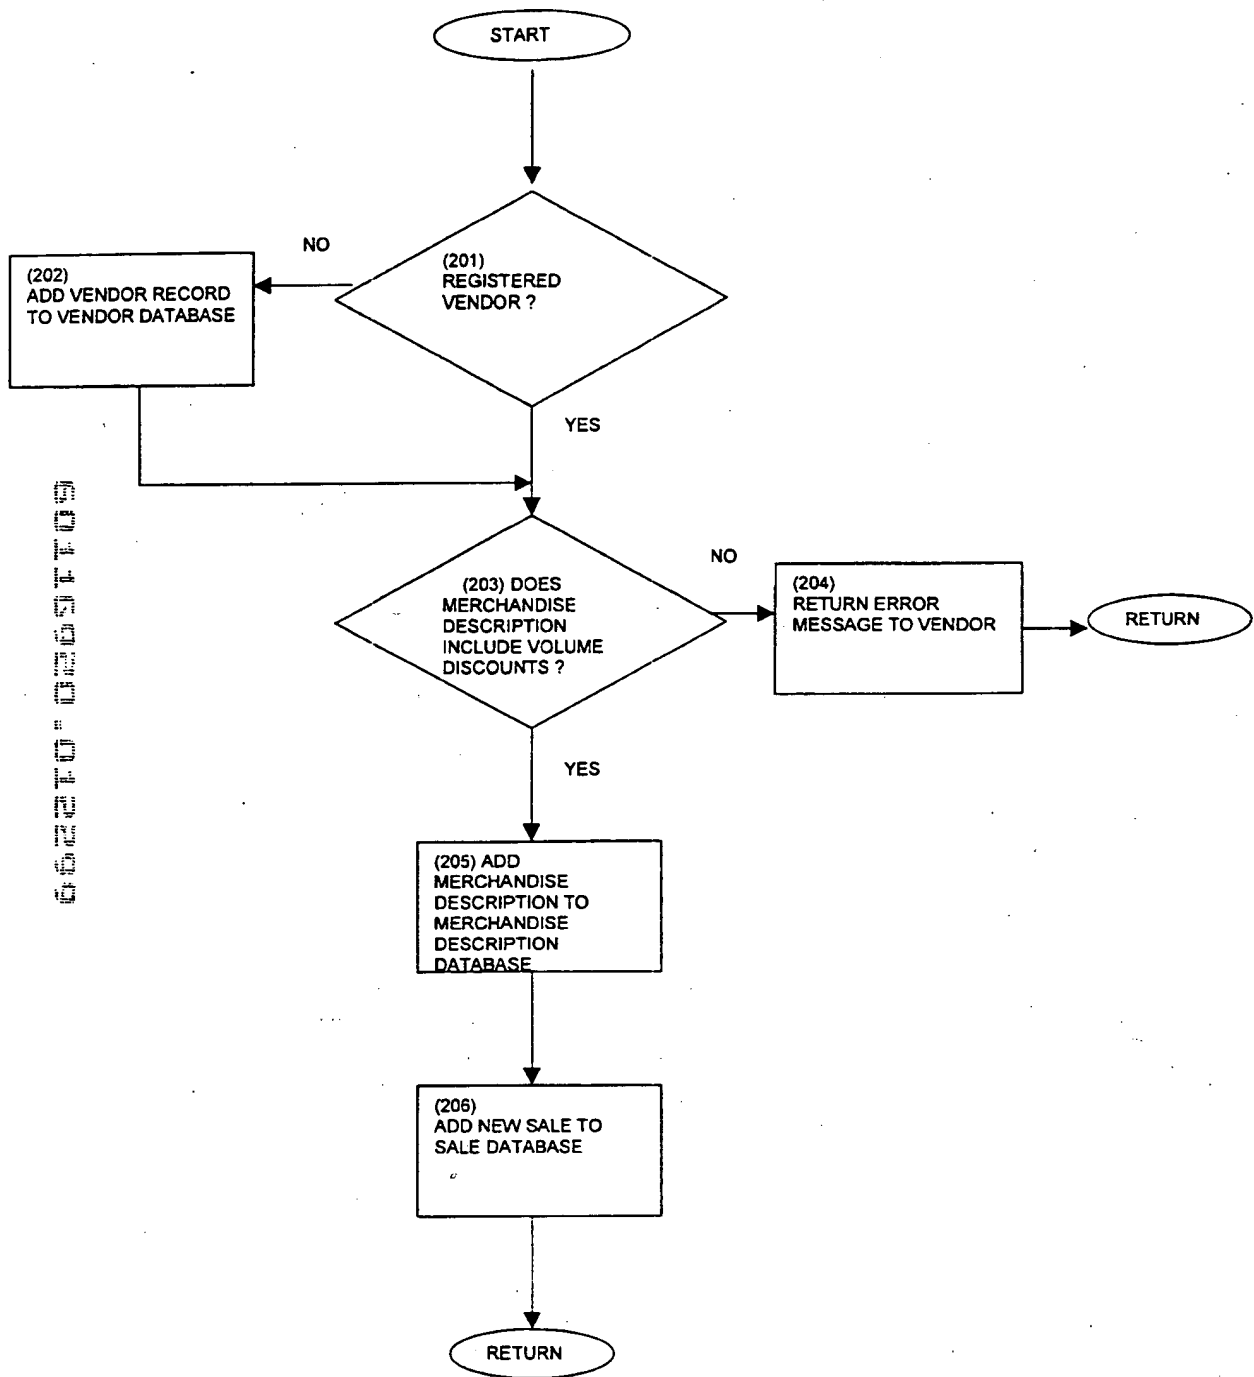 START
NO
(201)
REGISTERED
VENDOR ?
(202)
ADD VENDOR RECORD
TO VENDOR DATABASE
YES
(203) DOES
MERCHANDISE
DESCRIPTION
INCLUDE VOLUME
DISCOUNTS ?
NO
(204)
RETURN ERROR
MESSAGE TO VENDOR
RETURN
YES
(205) ADD
MERCHANDISE
DESCRIPTION TO
MERCHANDISE
DESCRIPTION
DATABASE
(206)
ADD NEW SALE TO
SALE DATABASE
RETURN